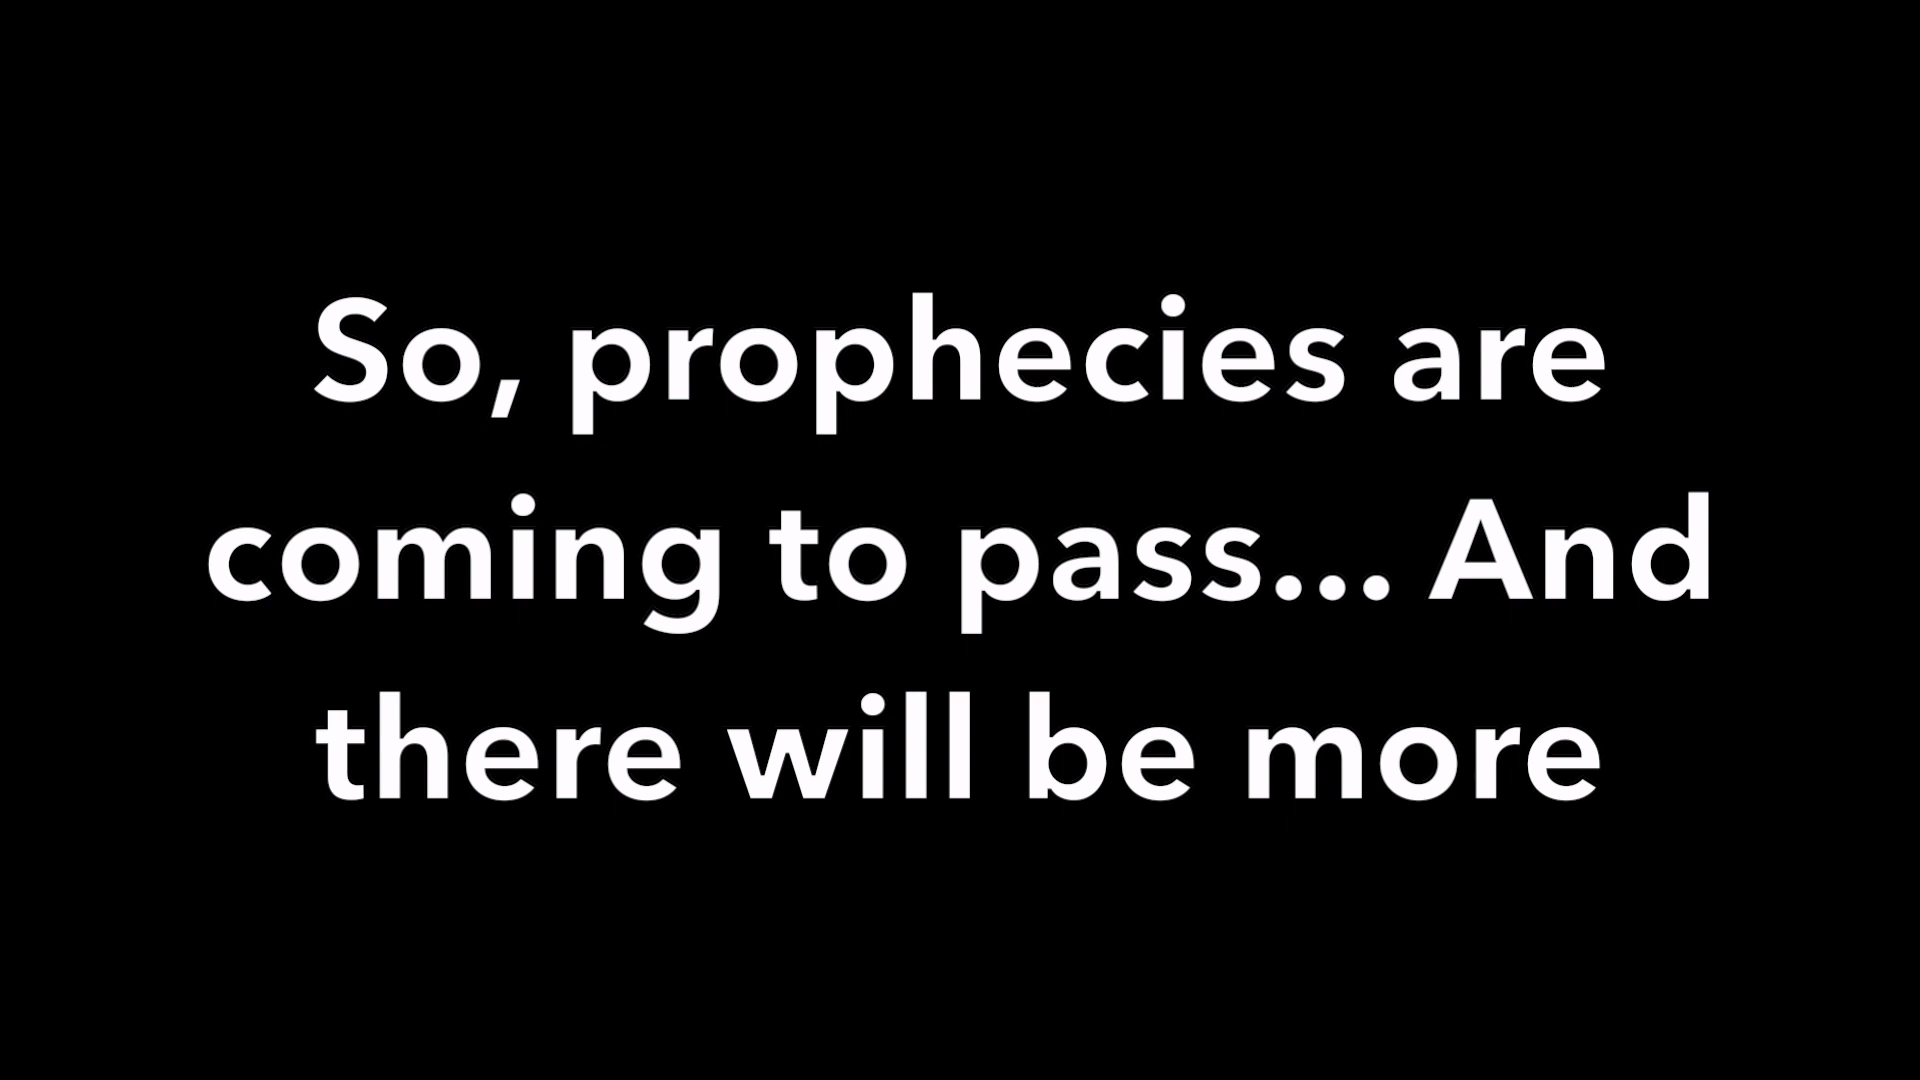 So, prophecies are
coming to pass... And
there will be more